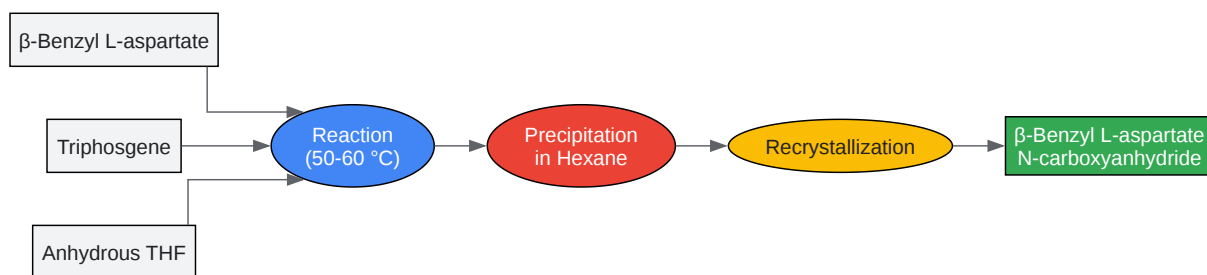 β-Benzyl L-aspartate
Triphosgene
Anhydrous THF
Reaction
(50-60 °C)
Precipitation
in Hexane
Recrystallization
β-Benzyl L-aspartate
N-carboxyanhydride